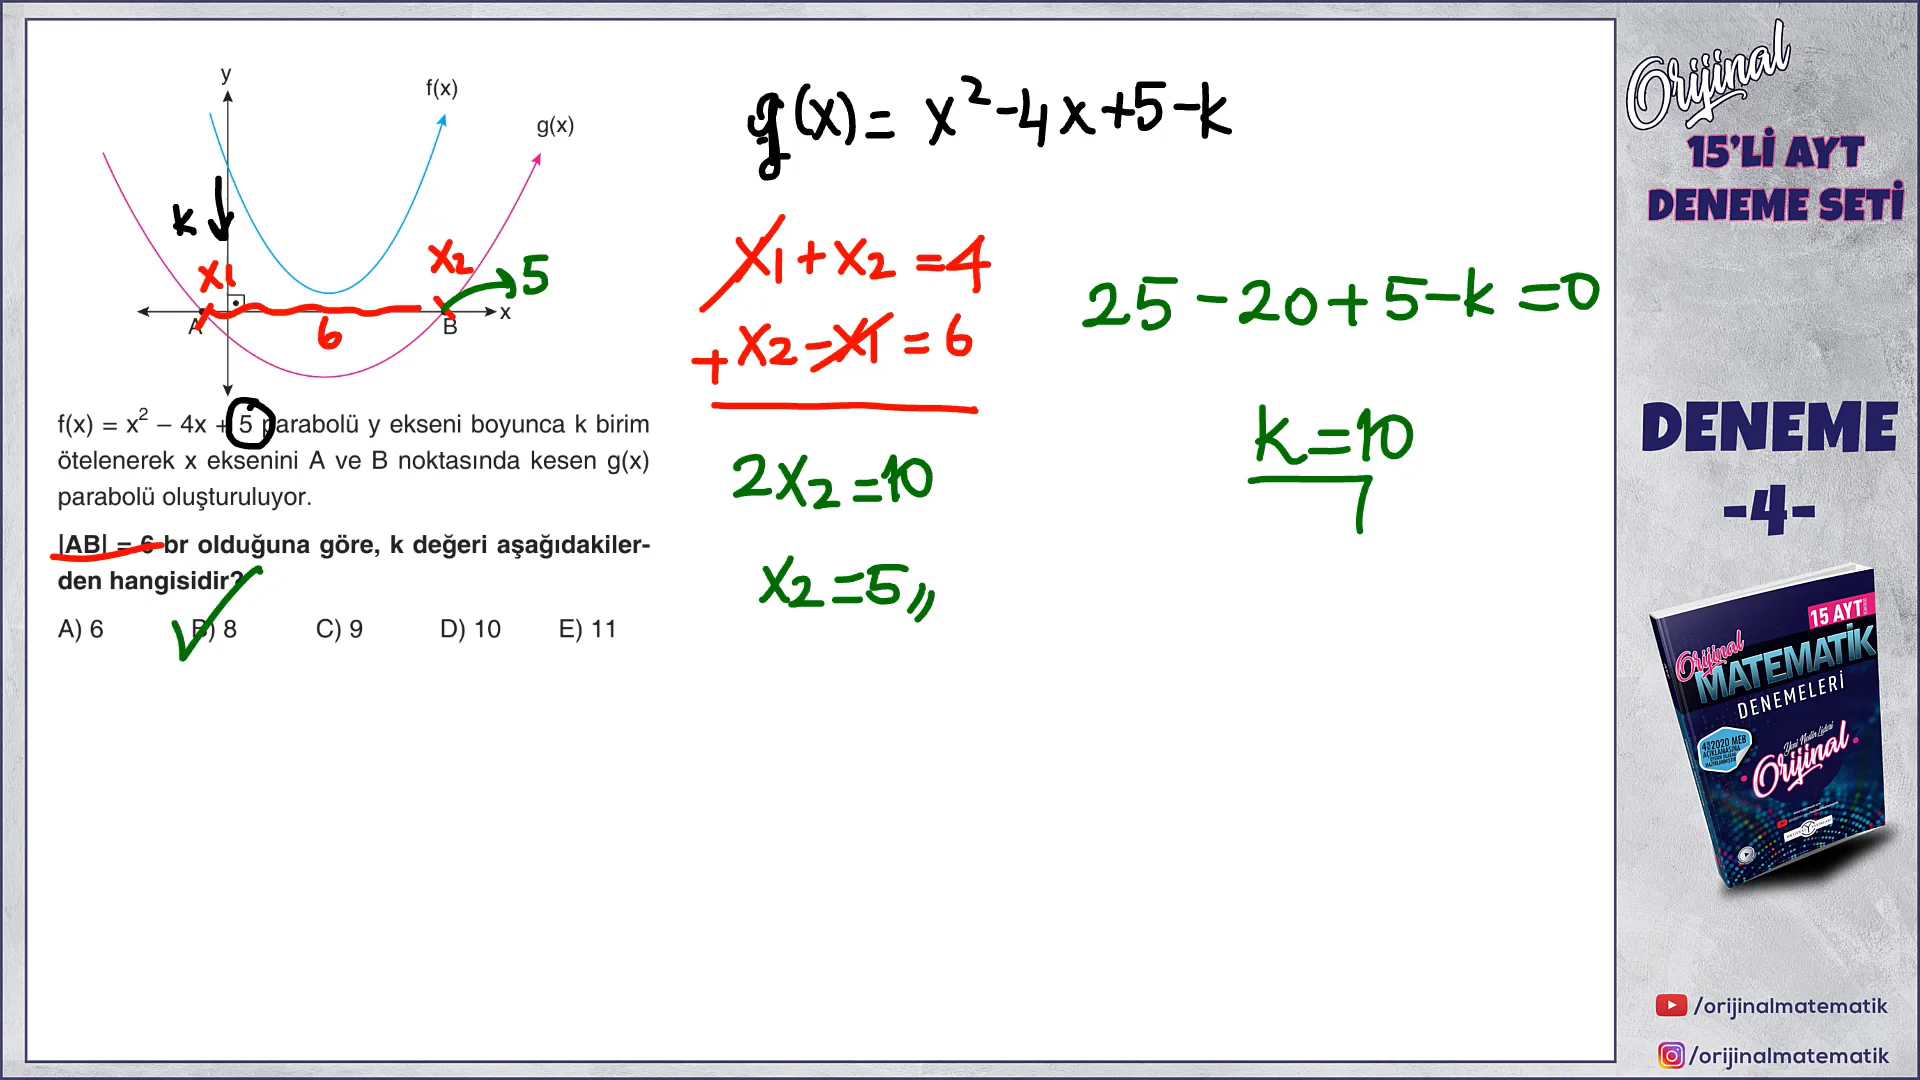 y
f(x)
g(x)
k
x1
x2
5
6
A
B
x
f(x) = x² – 4x + 5 parabolü y ekseni boyunca k birim
ötelenerek x eksenini A ve B noktasında kesen g(x)
parabolü oluşturuluyor.
|AB| = 6 br olduğuna göre, k değeri aşağıdakiler-
den hangisidir?
A) 6 B) 8 C) 9 D) 10 E) 11
g(x) = x² - 4x + 5 - k
x1 + x2 = 4
+ x2 - x1 = 6
2x2 = 10
x2 = 5
25 - 20 + 5 - k = 0
k = 10
Orijinal
15'Lİ AYT
DENEME SETİ
DENEME
-4-
15 AYT
Orijinal
MATEMATİK
DENEMELERİ
Orijinal
/orijinalmatematik
/orijinalmatematik